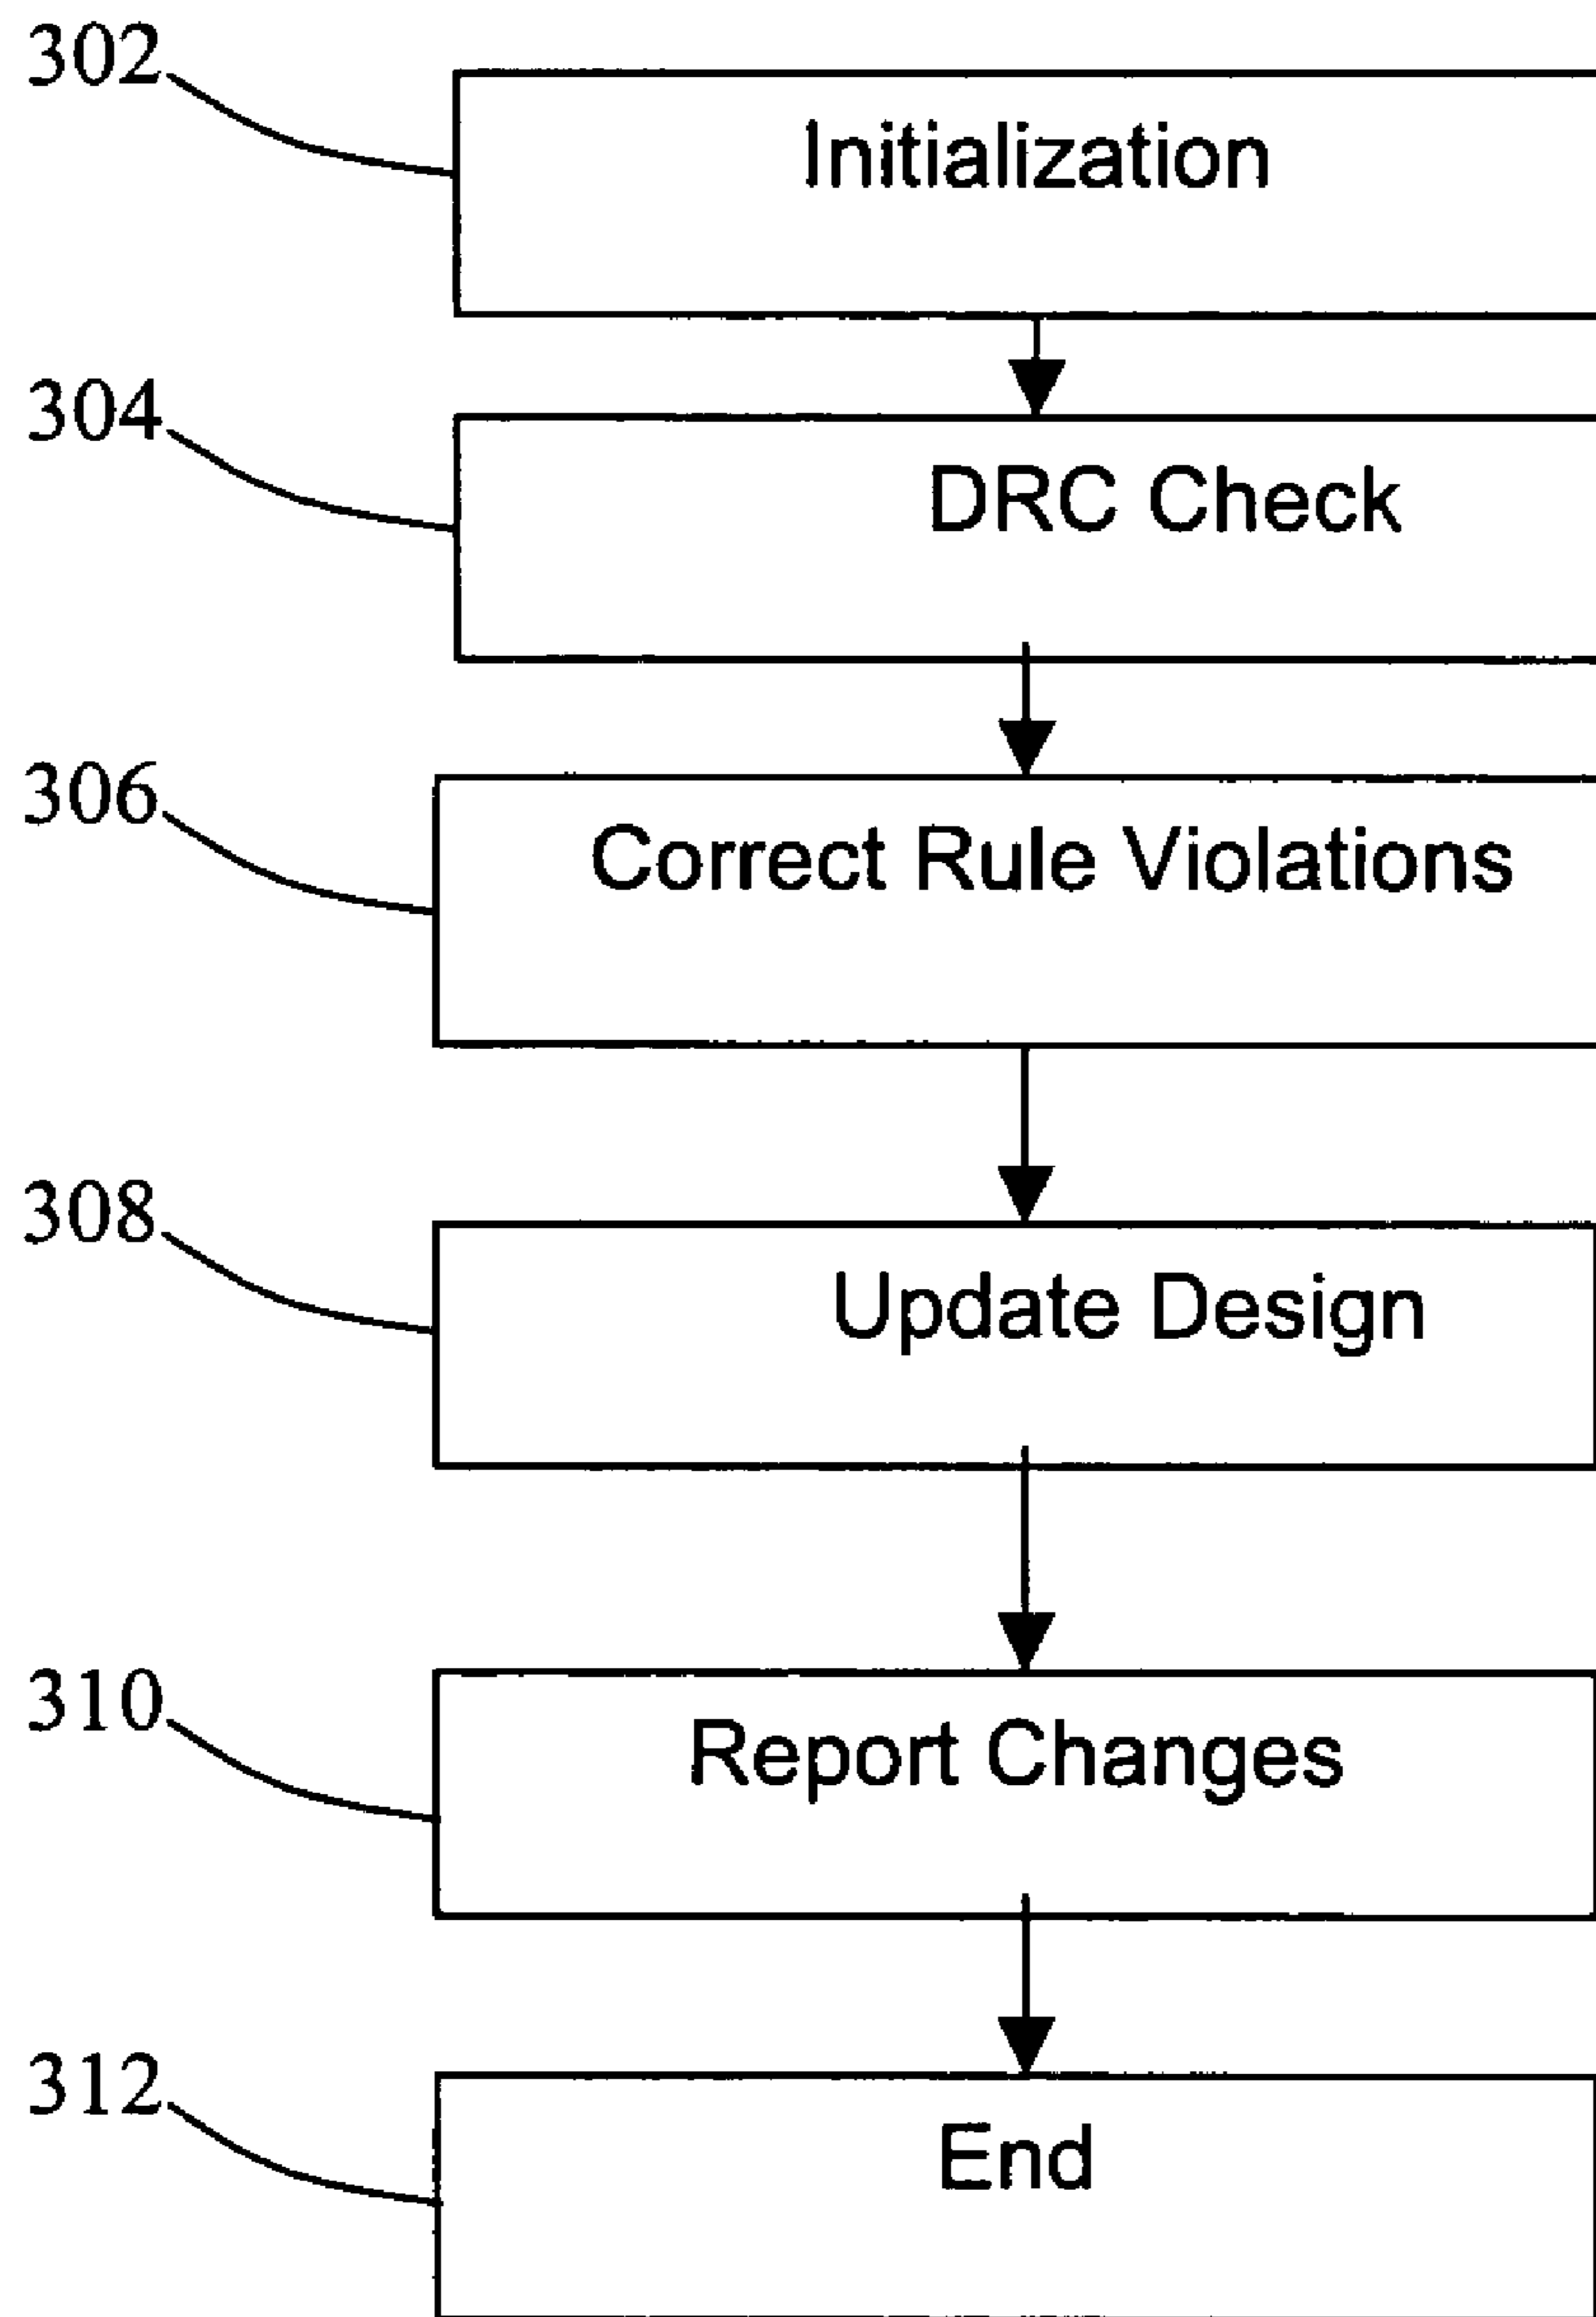 302
Initialization
304
DRC Check
306
Correct Rule Violations
308
Update Design
310
Report Changes
312
End